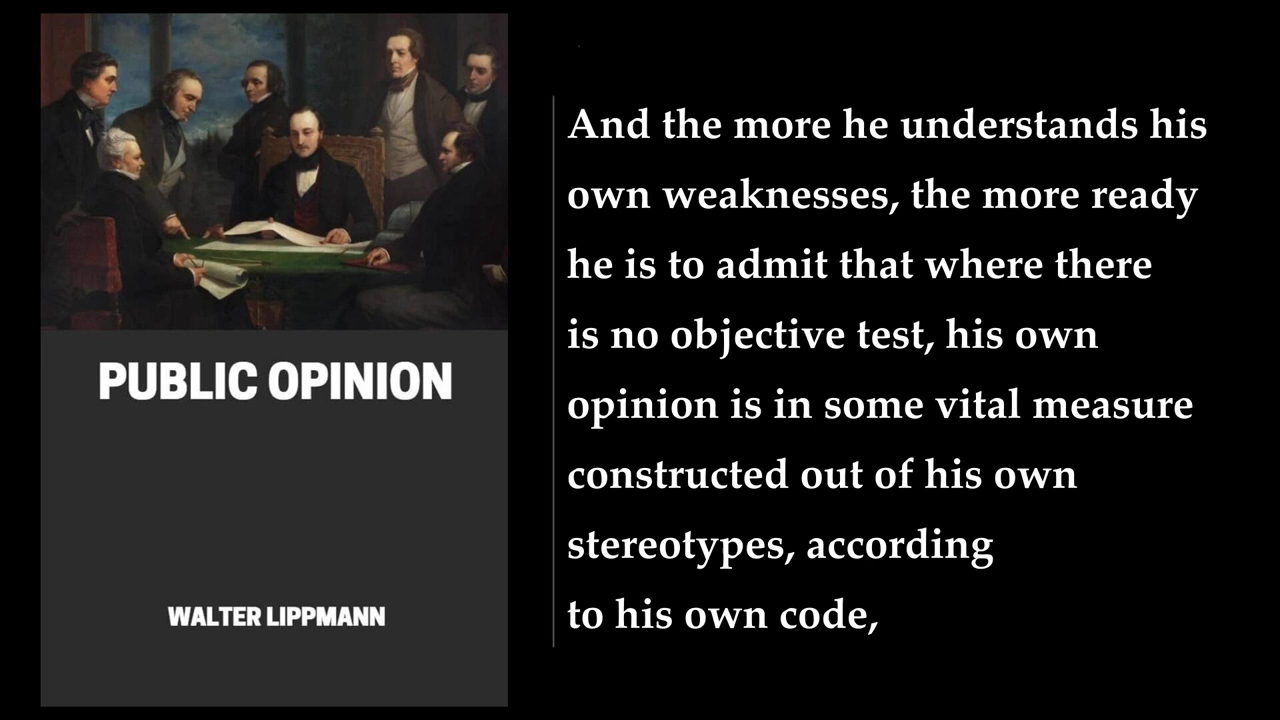 PUBLIC OPINION
WALTER LIPPMANN
And the more he understands his
own weaknesses, the more ready
he is to admit that where there
is no objective test, his own
opinion is in some vital measure
constructed out of his own
stereotypes, according
to his own code,